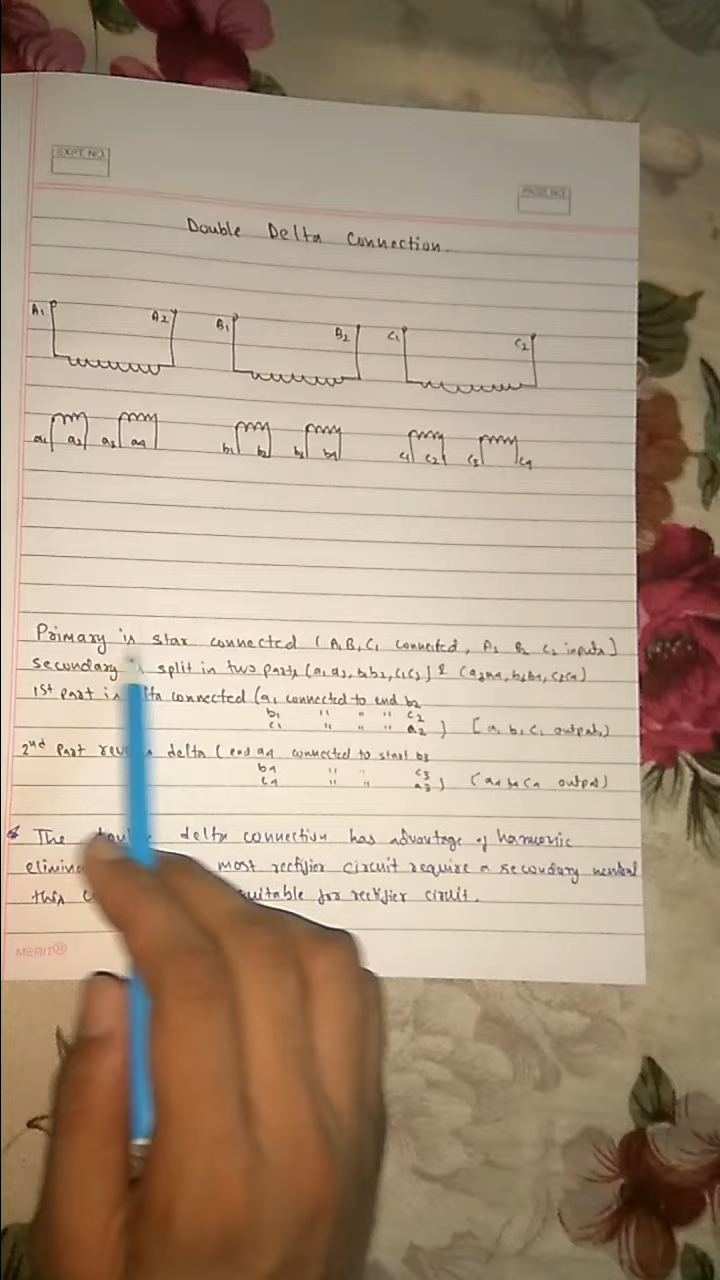 EXPT. NO.
PAGE NO.
Double Delta Connection.
A1 A2 B1 B2 C1 C2
a1 a2 a3 a4 b1 b2 b3 b4 c1 c2 c3 c4
Primary is star connected (A1 B1 C1 connected, A2 B2 C2 inputs)
secondary split in two parts (a1 a2, b1 b2, c1 c2) & (a3 a4, b3 b4, c3 c4)
1st part is connected (a1 connected to end b2
b1 " " " c2
c1 " " " a2) [a1 b1 c1 outputs)
2nd part delta (end a4 connected to start b3
b4 " " c3
c4 " " a3) (a4 b4 c4 output)
* The delta connection has advantage of harmonic
most rectifier circuit require a secondary neutral
this for rectifier circuit.
MERIT®